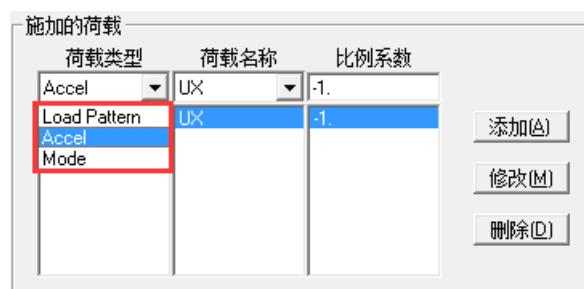 施加的荷载
荷载类型 荷载名称 比例系数
Accel UX -1.
Load Pattern UX -1.
Accel
Mode
添加(A)
修改(M)
删除(D)